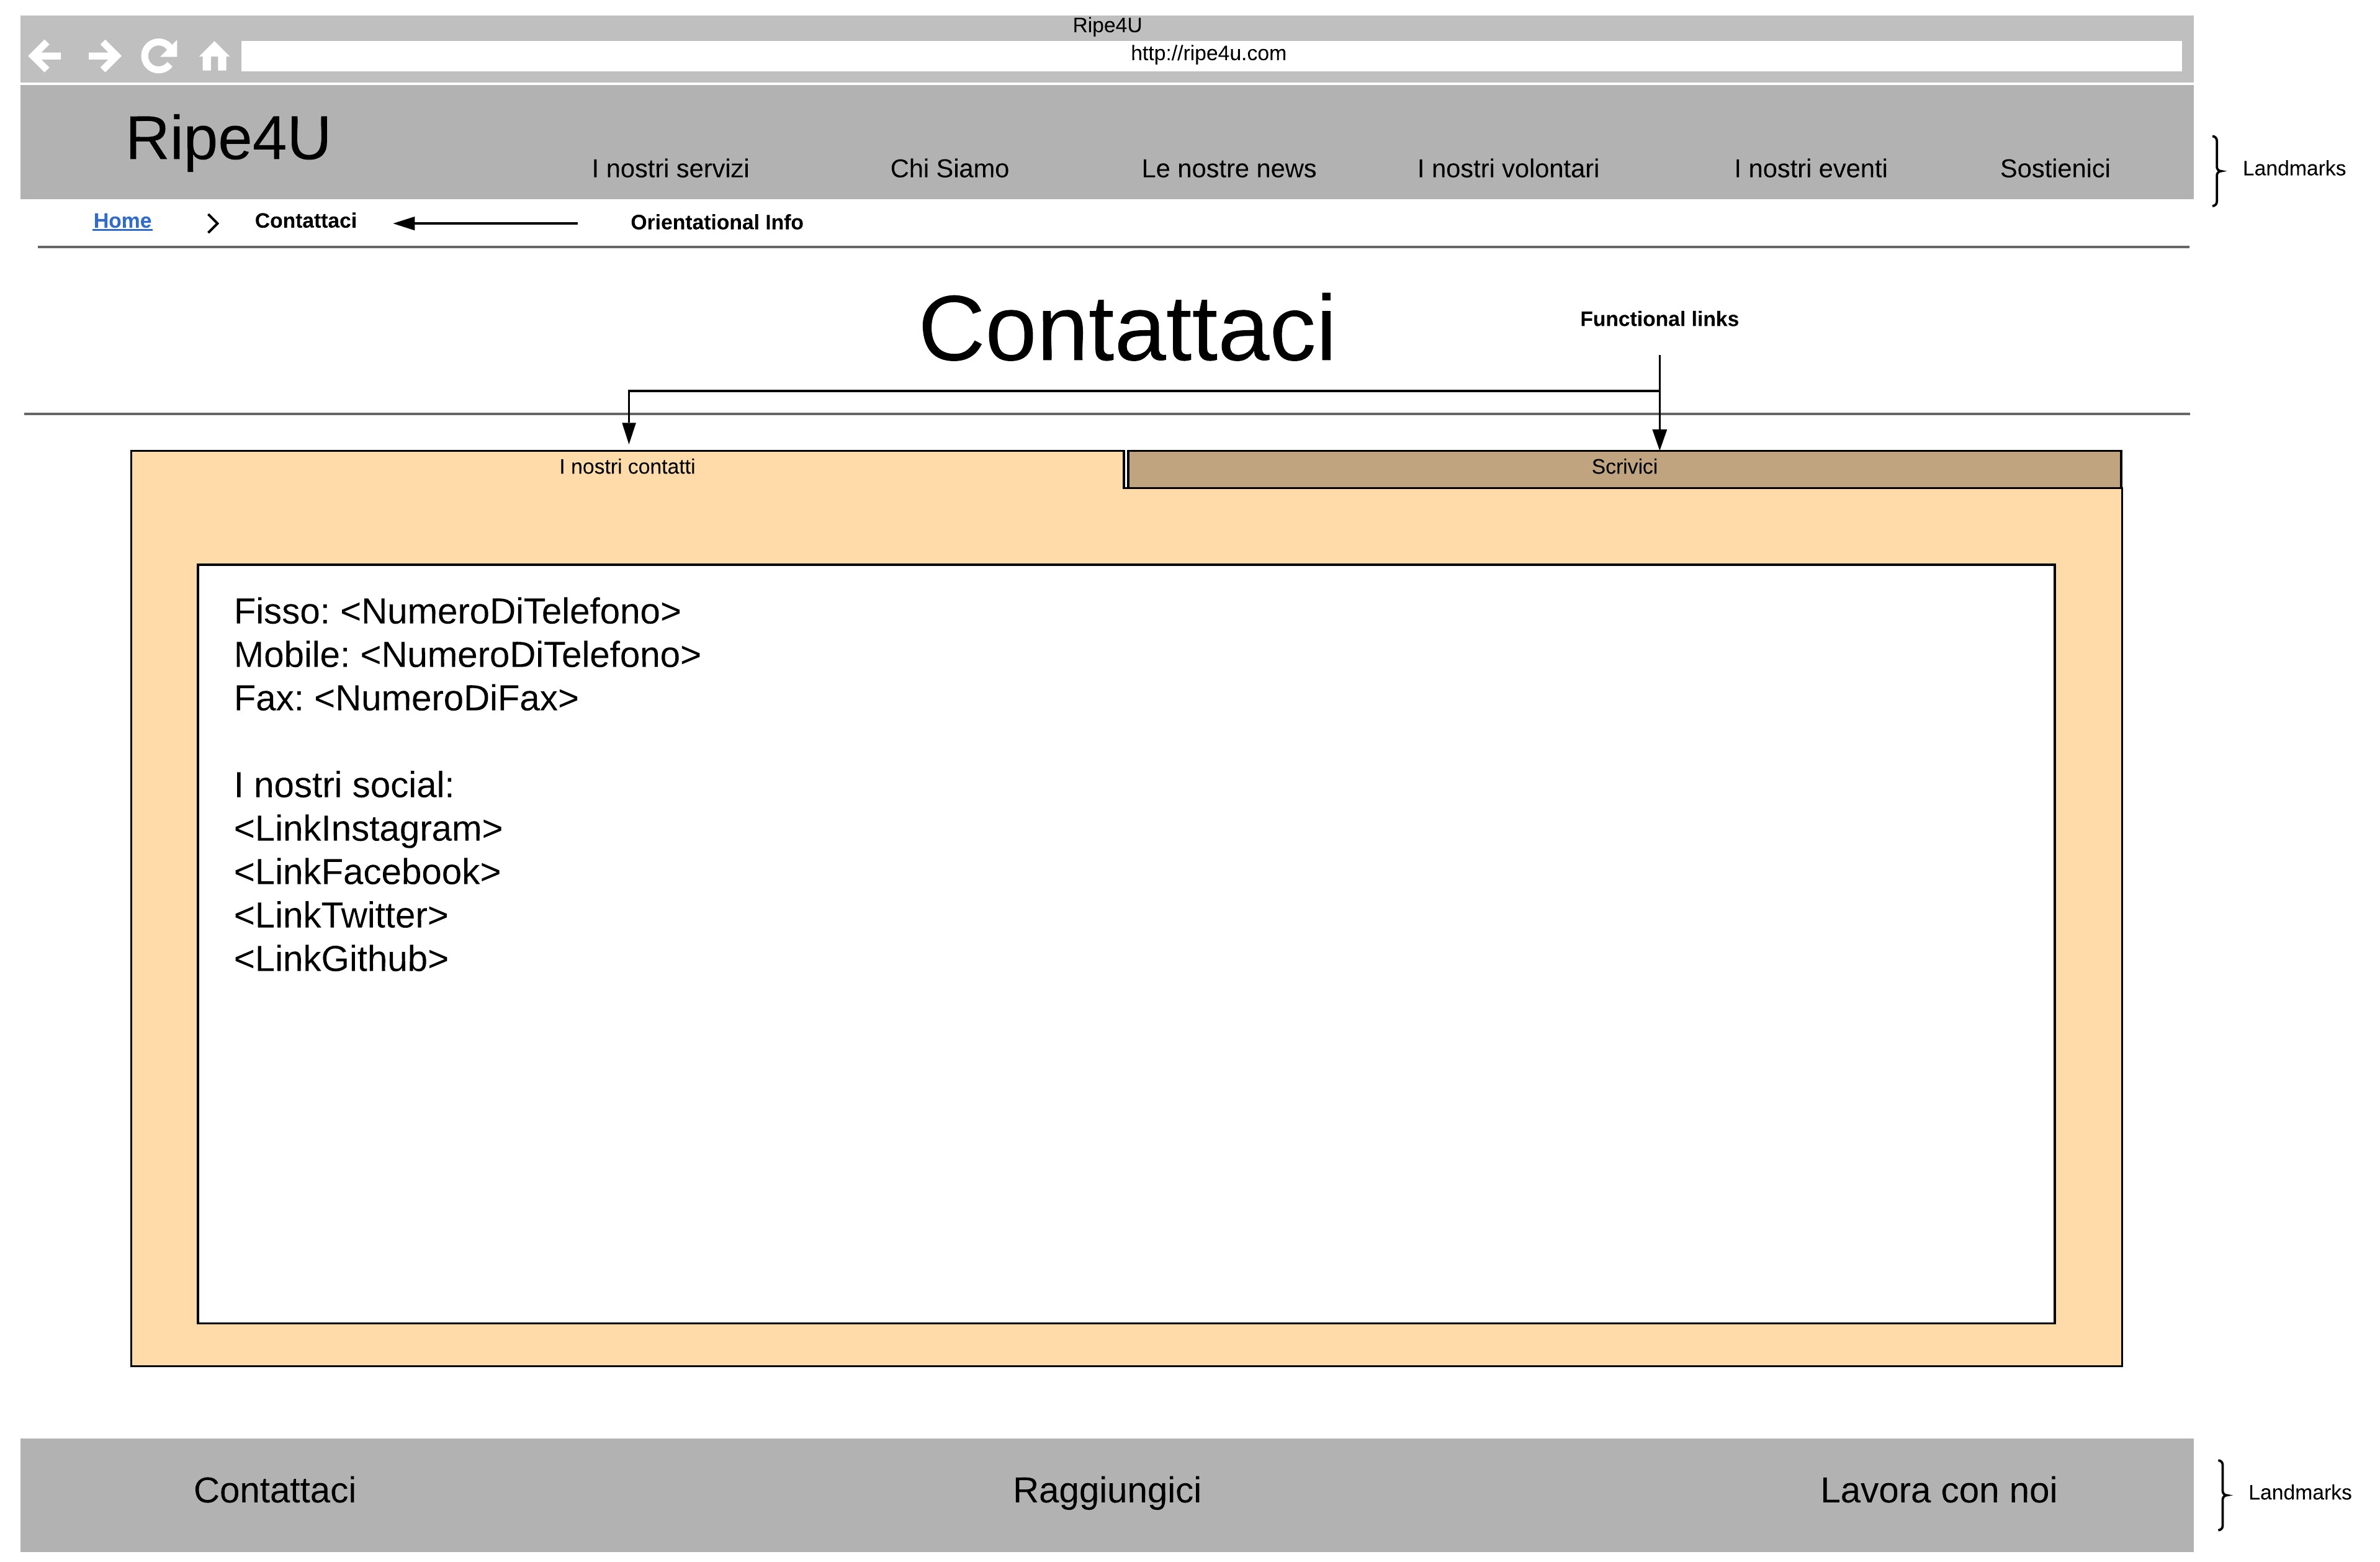 Ripe4U
http://ripe4u.com
Ripe4U
I nostri servizi Chi Siamo Le nostre news I nostri volontari I nostri eventi Sostienici
Landmarks
Home > Contattaci Orientational Info
Contattaci
Functional links
I nostri contatti Scrivici
Fisso: <NumeroDiTelefono>
Mobile: <NumeroDiTelefono>
Fax: <NumeroDiFax>
I nostri social:
<LinkInstagram>
<LinkFacebook>
<LinkTwitter>
<LinkGithub>
Contattaci Raggiungici Lavora con noi
Landmarks